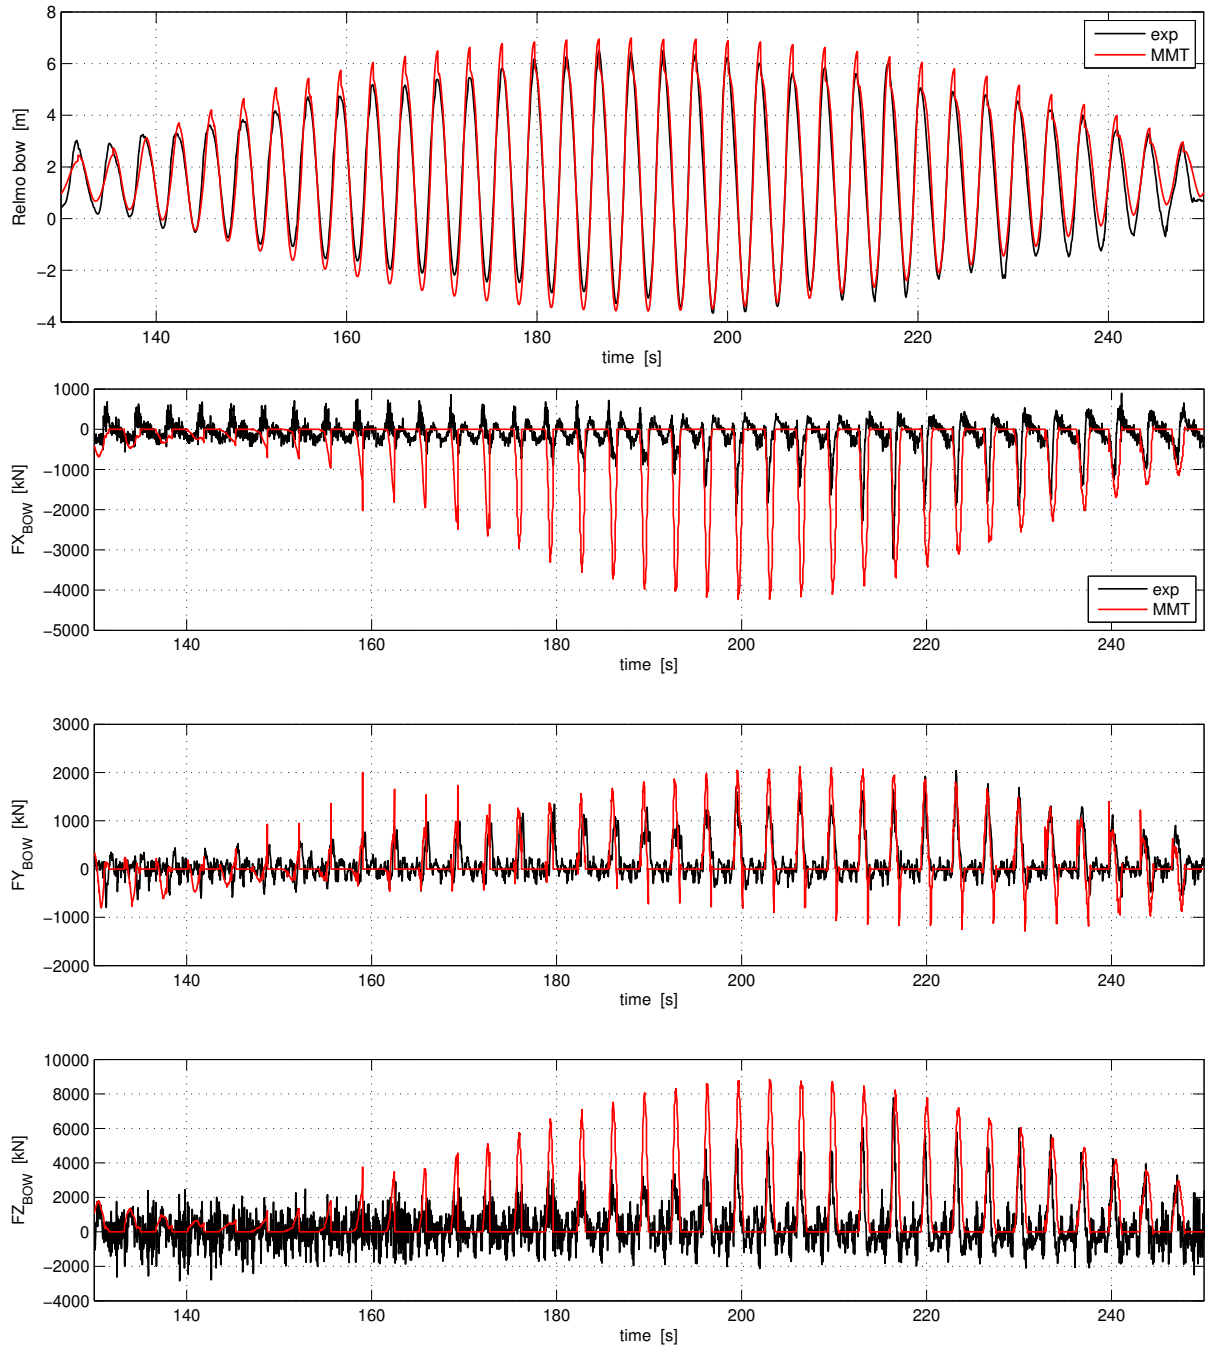 8
6
4
2
0
−2
−4
Relmo bow [m]
exp
MMT
140 160 180 200 220 240
time [s]
1000
0
−1000
−2000
−3000
−4000
−5000
FX_BOW [kN]
exp
MMT
140 160 180 200 220 240
time [s]
3000
2000
1000
0
−1000
−2000
FY_BOW [kN]
140 160 180 200 220 240
time [s]
10000
8000
6000
4000
2000
0
−2000
−4000
FZ_BOW [kN]
140 160 180 200 220 240
time [s]